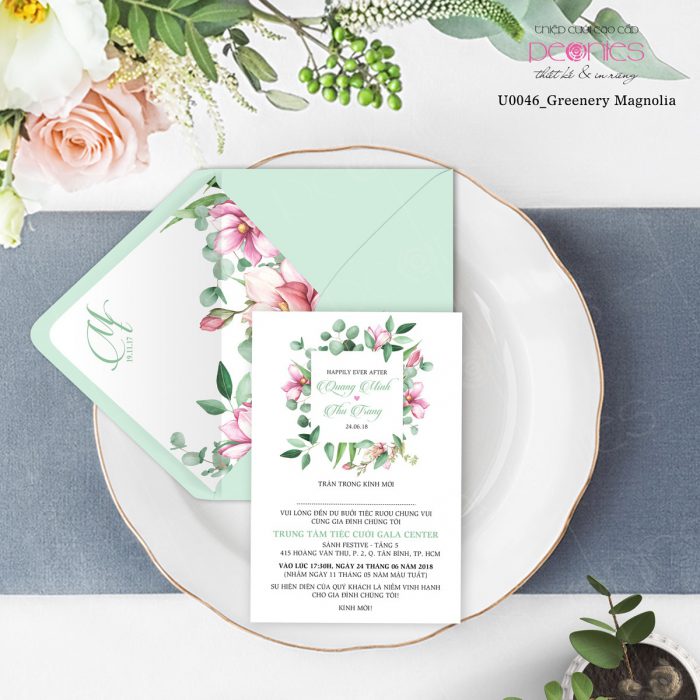 THIỆP CƯỚI CAO CẤP
PEONIES
thiết kế & in riêng
U0046_Greenery Magnolia
19.11.17
HAPPILY EVER AFTER
Quang Minh
Thu Trang
24.06.18
TRÂN TRỌNG KÍNH MỜI
VUI LÒNG ĐẾN DỰ BUỔI TIỆC RƯỢU CHUNG VUI
CÙNG GIA ĐÌNH CHÚNG TÔI
TRUNG TÂM TIỆC CƯỚI GALA CENTER
SẢNH FESTIVE - TẦNG 5
415 HOÀNG VĂN THỤ, P. 2, Q. TÂN BÌNH, TP. HCM
VÀO LÚC 17:30H, NGÀY 24 THÁNG 06 NĂM 2018
(NHẰM NGÀY 11 THÁNG 05 NĂM MẬU TUẤT)
SỰ HIỆN DIỆN CỦA QUÝ KHÁCH LÀ NIỀM VINH HẠNH
CHO GIA ĐÌNH CHÚNG TÔI
KÍNH MỜI!